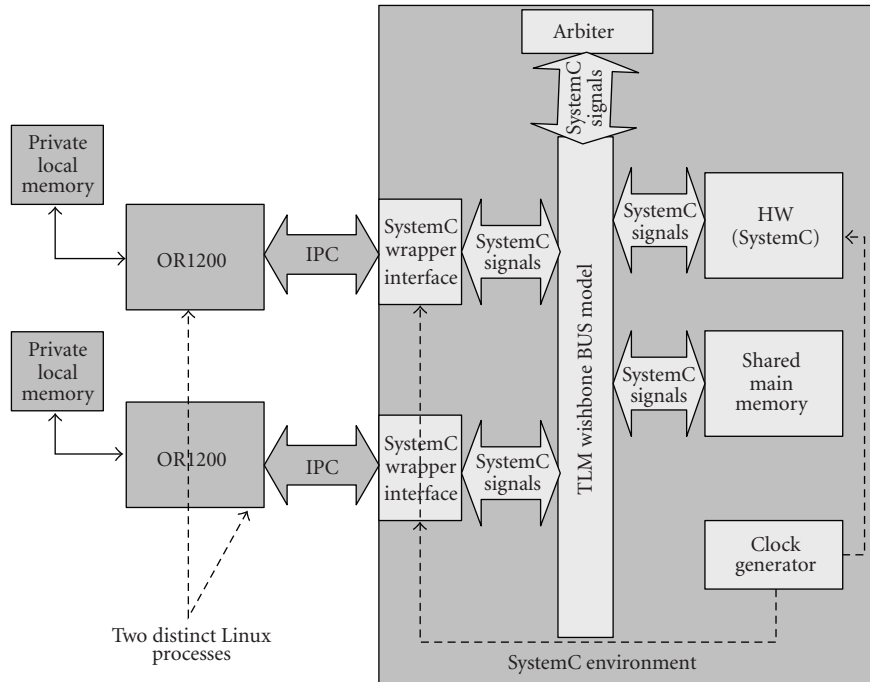 Arbiter
SystemC
signals
Private
local
memory
OR1200
IPC
SystemC
wrapper
interface
SystemC
signals
SystemC
signals
HW
(SystemC)
TLM wishbone BUS model
Private
local
memory
OR1200
IPC
SystemC
wrapper
interface
SystemC
signals
SystemC
signals
Shared
main
memory
Clock
generator
Two distinct Linux
processes
SystemC environment